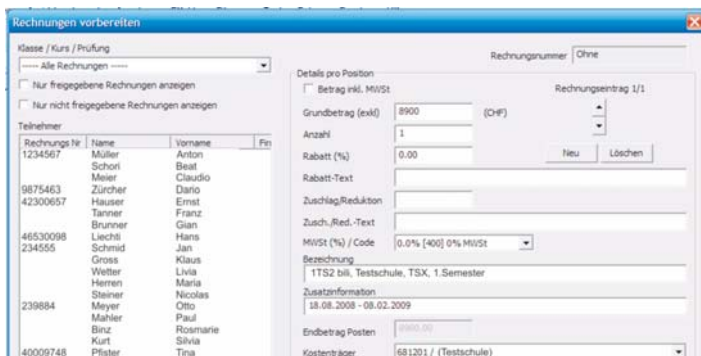 Rechnungen vorbereiten
Klasse / Kurs / Prüfung
----- Alle Rechnungen -----
Nur freigegebene Rechnungen anzeigen
Nur nicht freigegebene Rechnungen anzeigen
Teilnehmer
Rechnungs Nr Name Vorname Fin
1234567 Müller Anton
Schori Beat
Meier Claudio
9875463 Zürcher Dario
42300657 Hauser Ernst
Tanner Franz
Brunner Gian
46530098 Liechti Hans
234555 Schmid Jan
Gross Klaus
Wetter Livia
Herren Maria
Steiner Nicolas
239884 Meyer Otto
Mahler Paul
Binz Rosmarie
Kurt Silvia
40009748 Pfister Tina
Rechnungsnummer Ohne
Details pro Position
Betrag inkl. MWSt
Rechnungseintrag 1/1
Grundbetrag (exkl) 8900 (CHF)
Anzahl 1
Rabatt (%) 0.00
Neu Löschen
Rabatt-Text
Zuschlag/Reduktion
Zusch./Red.-Text
MWSt (%) / Code 0.0% [400] 0% MWSt
Bezeichnung
1TS2 bili, Testschule, TSX, 1.Semester
Zusatzinformation
18.08.2008 - 08.02.2009
Endbetrag Posten 8900.00
Kostenträger 681201 / (Testschule)